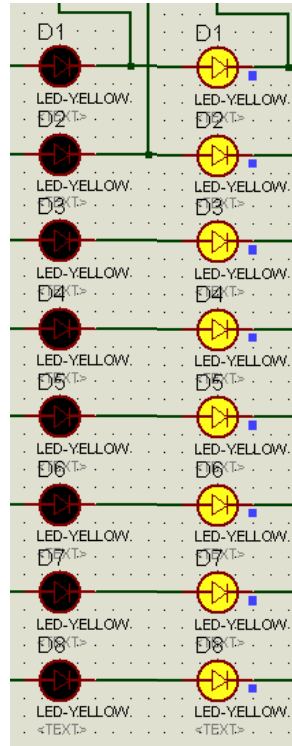 D1 D1
LED-YELLOW. LED-YELLOW.
<TEXT> <TEXT>
D2 D2
LED-YELLOW. LED-YELLOW.
<TEXT> <TEXT>
D3 D3
LED-YELLOW. LED-YELLOW.
<TEXT> <TEXT>
D4 D4
LED-YELLOW. LED-YELLOW.
<TEXT> <TEXT>
D5 D5
LED-YELLOW. LED-YELLOW.
<TEXT> <TEXT>
D6 D6
LED-YELLOW. LED-YELLOW.
<TEXT> <TEXT>
D7 D7
LED-YELLOW. LED-YELLOW.
<TEXT> <TEXT>
D8 D8
LED-YELLOW. LED-YELLOW.
<TEXT> <TEXT>